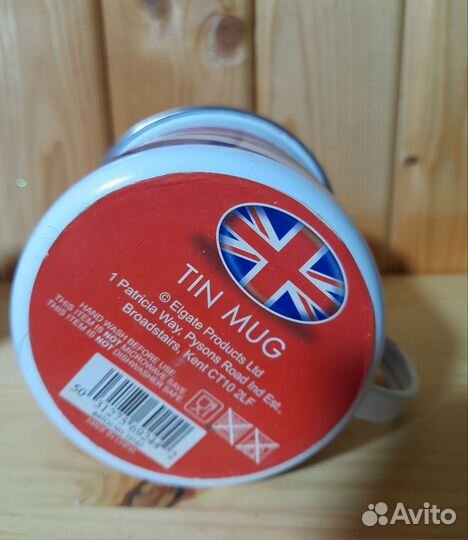 TIN MUG
© Elgate Products Ltd
1 Patricia Way, Pysons Road Ind Est.
Broadstairs, Kent CT10 2LF
HAND WASH BEFORE USE
THIS ITEM IS NOT MICROWAVE SAFE
THIS ITEM IS NOT DISHWASHER SAFE
Avito